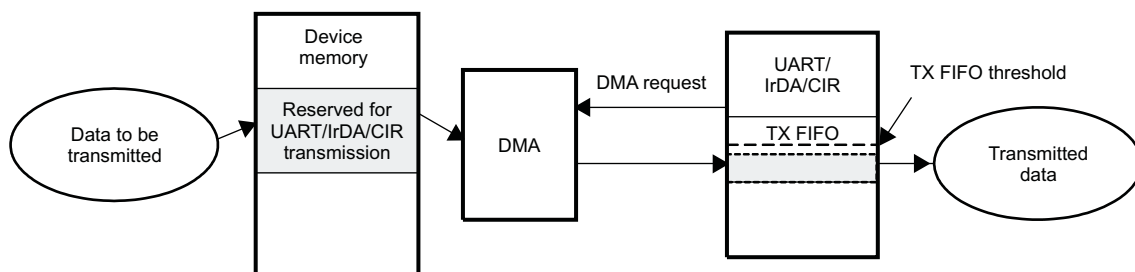 Data to be
transmitted
Device
memory
Reserved for
UART/IrDA/CIR
transmission
DMA
DMA request
UART/
IrDA/CIR
TX FIFO
TX FIFO threshold
Transmitted
data